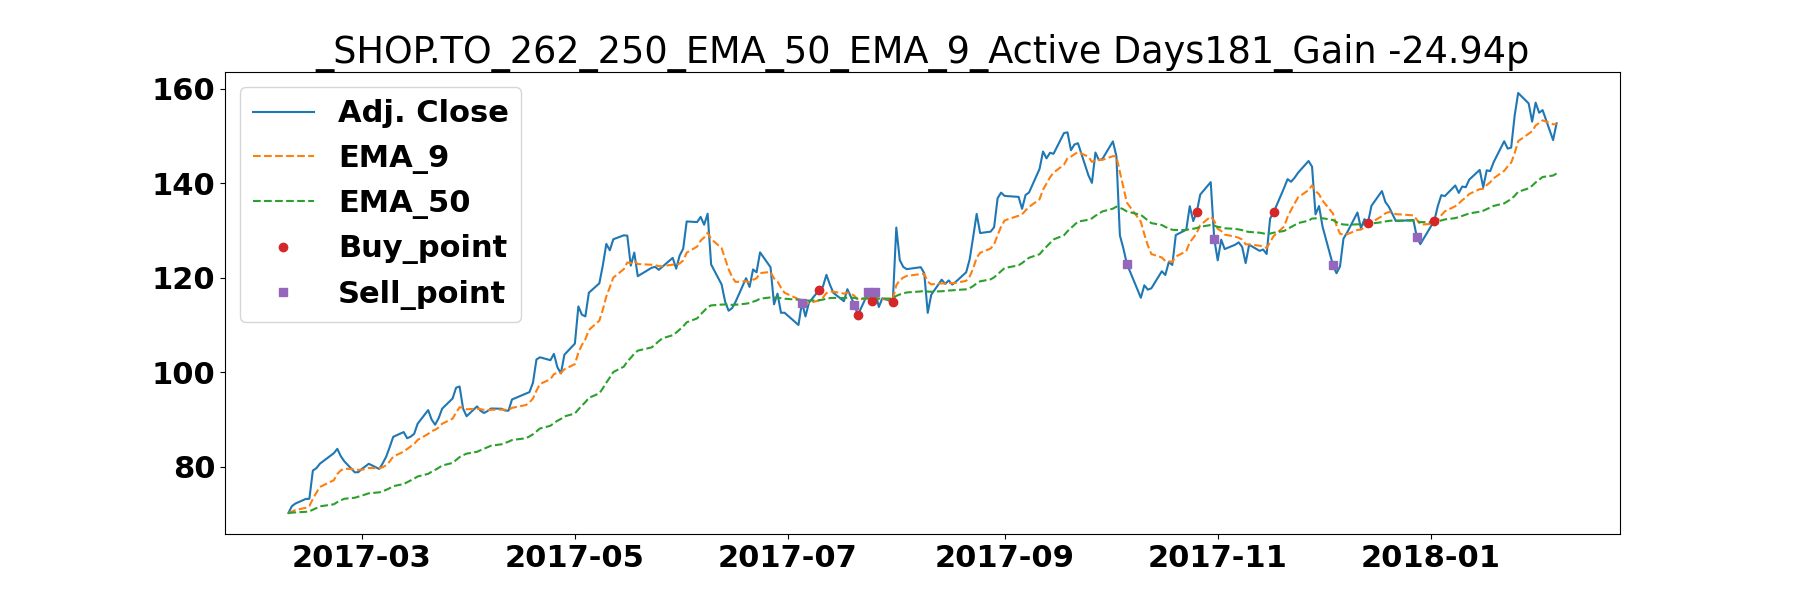 _SHOP.TO_262_250_EMA_50_EMA_9_Active Days181_Gain -24.94p
160
140
120
100
80
Adj. Close
EMA_9
EMA_50
Buy_point
Sell_point
2017-03 2017-05 2017-07 2017-09 2017-11 2018-01